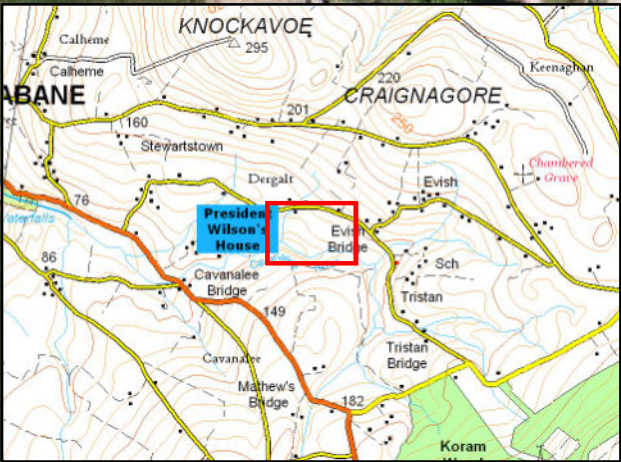 KNOCKAVOE
295
Calheme
Calheme
ABANE
220
Keenaghan
CRAIGNAGORE
201
250
160
Stewartstown
Chambered
Grave
Dergalt
Evish
76
President
Wilson's
House
Waterfalls
Evish
Bridge
86
Sch
Cavanalee
Bridge
Tristan
149
Tristan
Bridge
Cavanalee
Mathew's
Bridge
182
Koram